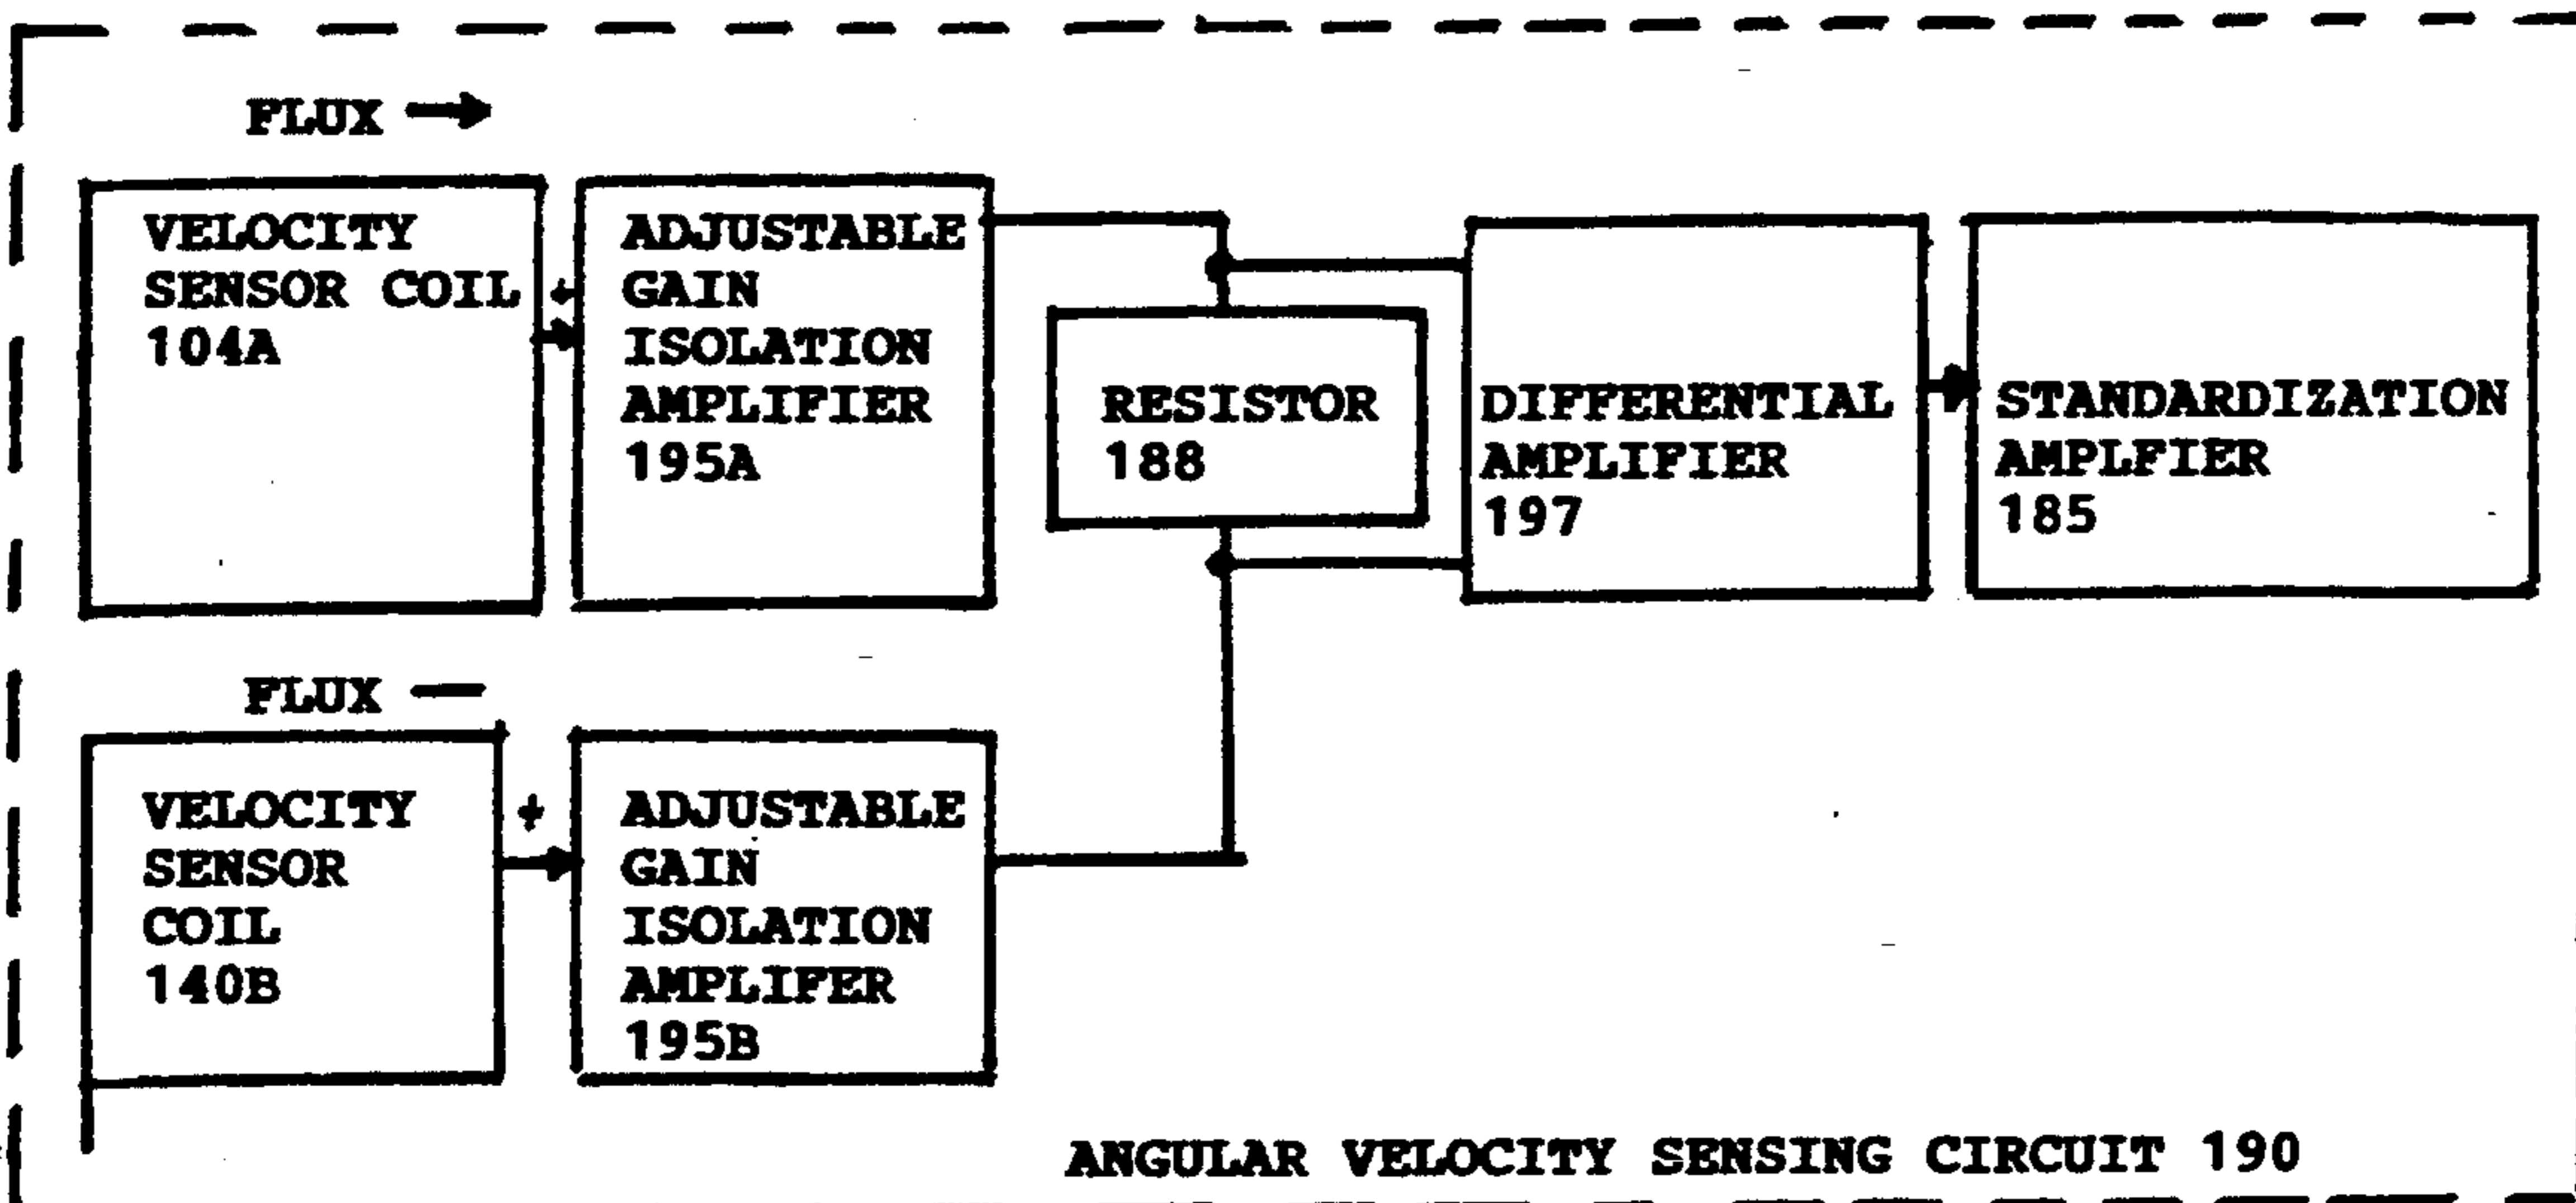 FLUX
VELOCITY
SENSOR COIL
104A
+
ADJUSTABLE
GAIN
ISOLATION
AMPLIFIER
195A
RESISTOR
188
DIFFERENTIAL
AMPLIFIER
197
STANDARDIZATION
AMPLFIER
185
FLUX
VELOCITY
SENSOR
COIL
140B
+
ADJUSTABLE
GAIN
ISOLATION
AMPLIFER
195B
ANGULAR VELOCITY SENSING CIRCUIT 190